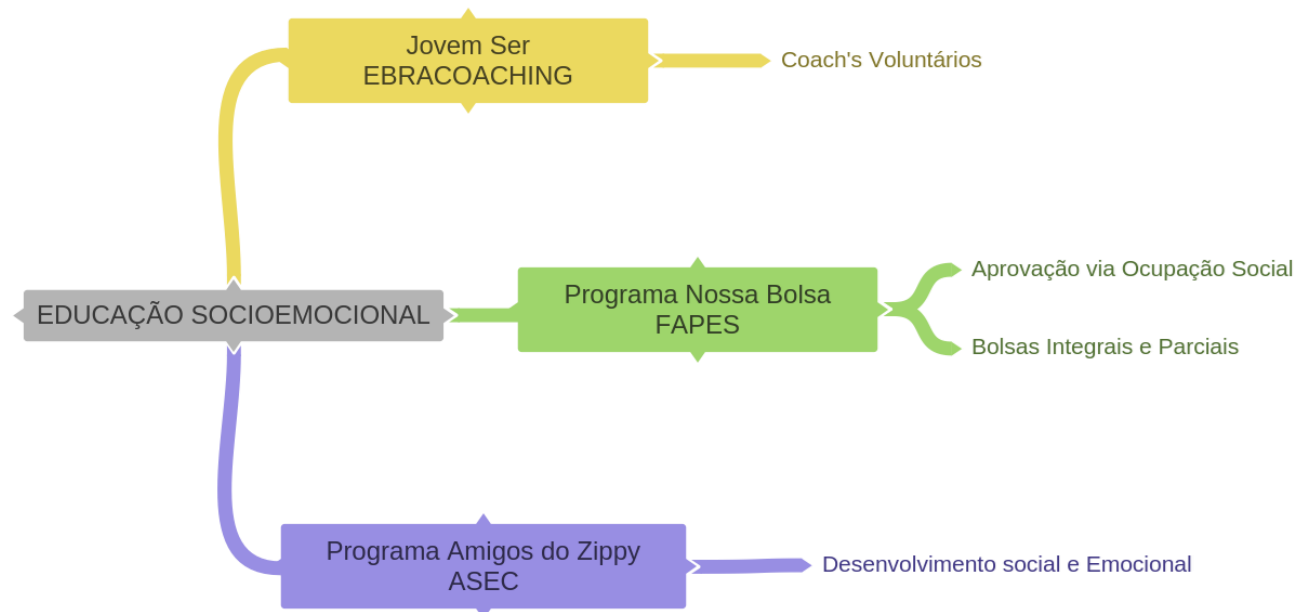 Jovem Ser
EBRACOACHING
Coach's Voluntários
EDUCAÇÃO SOCIOEMOCIONAL
Programa Nossa Bolsa
FAPES
Aprovação via Ocupação Social
Bolsas Integrais e Parciais
Programa Amigos do Zippy
ASEC
Desenvolvimento social e Emocional